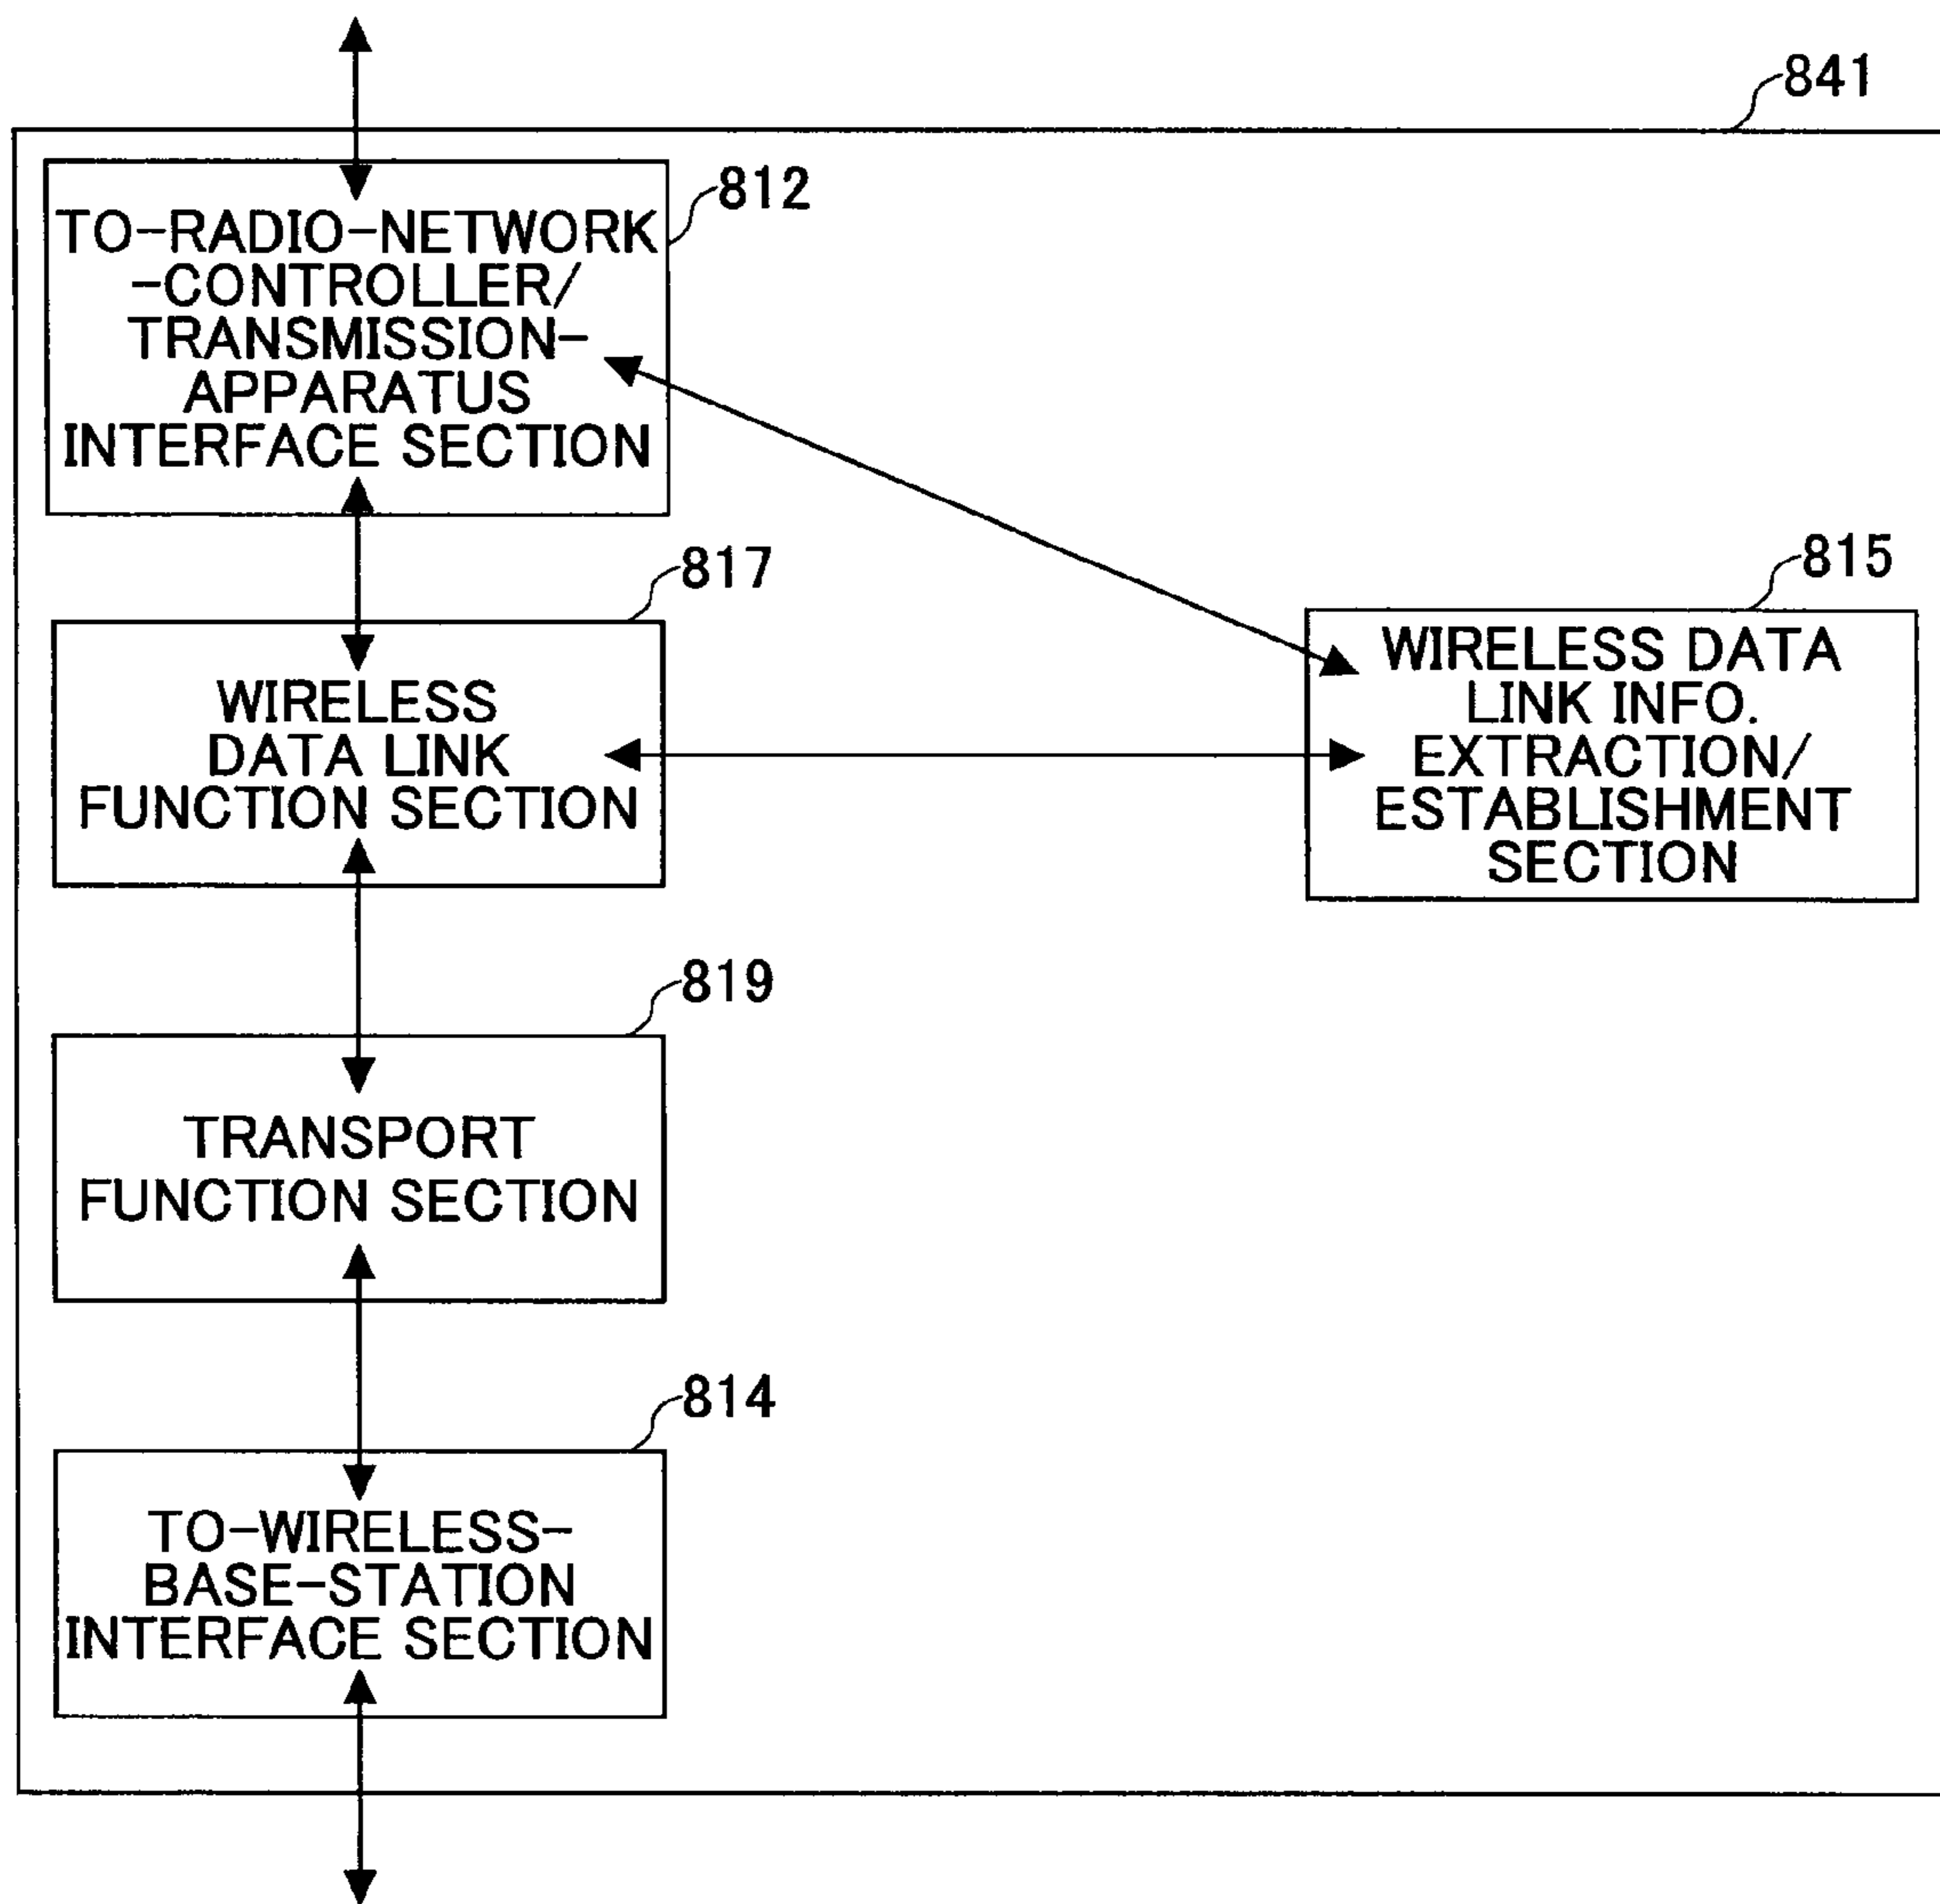 841
812
TO-RADIO-NETWORK
-CONTROLLER/
TRANSMISSION-
APPARATUS
INTERFACE SECTION
817
WIRELESS
DATA LINK
FUNCTION SECTION
815
WIRELESS DATA
LINK INFO.
EXTRACTION/
ESTABLISHMENT
SECTION
819
TRANSPORT
FUNCTION SECTION
814
TO-WIRELESS-
BASE-STATION
INTERFACE SECTION